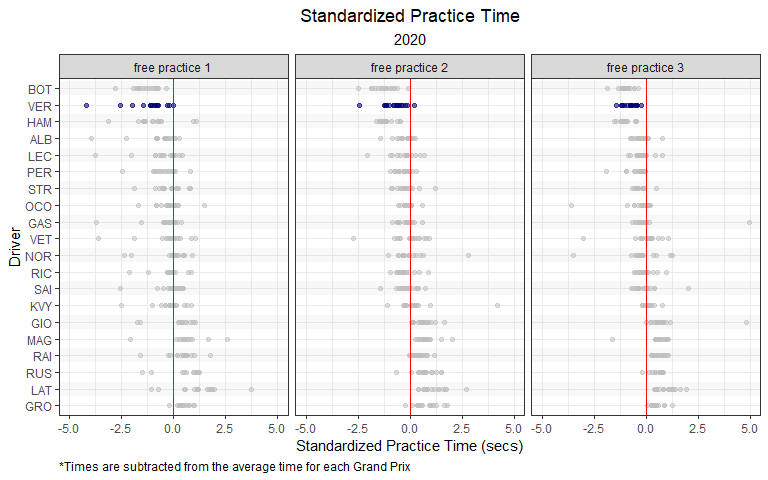 Standardized Practice Time
2020
free practice 1 free practice 2 free practice 3
Driver
BOT
VER
HAM
ALB
LEC
PER
STR
OCO
GAS
VET
NOR
RIC
SAI
KVY
GIO
MAG
RAI
RUS
LAT
GRO
-5.0 -2.5 0.0 2.5 5.0 -5.0 -2.5 0.0 2.5 5.0 -5.0 -2.5 0.0 2.5 5.0
Standardized Practice Time (secs)
*Times are subtracted from the average time for each Grand Prix